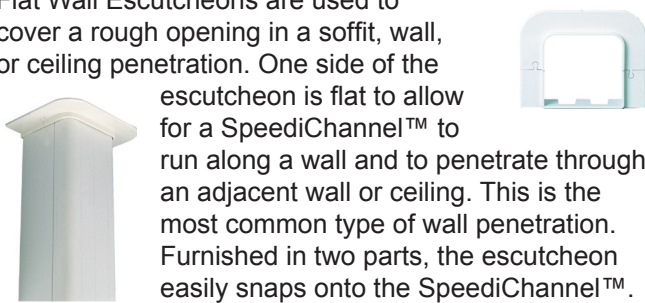 Flat Wall Escutcheons are used to
cover a rough opening in a soffit, wall,
or ceiling penetration. One side of the
escutcheon is flat to allow
for a SpeediChannel™ to
run along a wall and to penetrate through
an adjacent wall or ceiling. This is the
most common type of wall penetration.
Furnished in two parts, the escutcheon
easily snaps onto the SpeediChannel™.